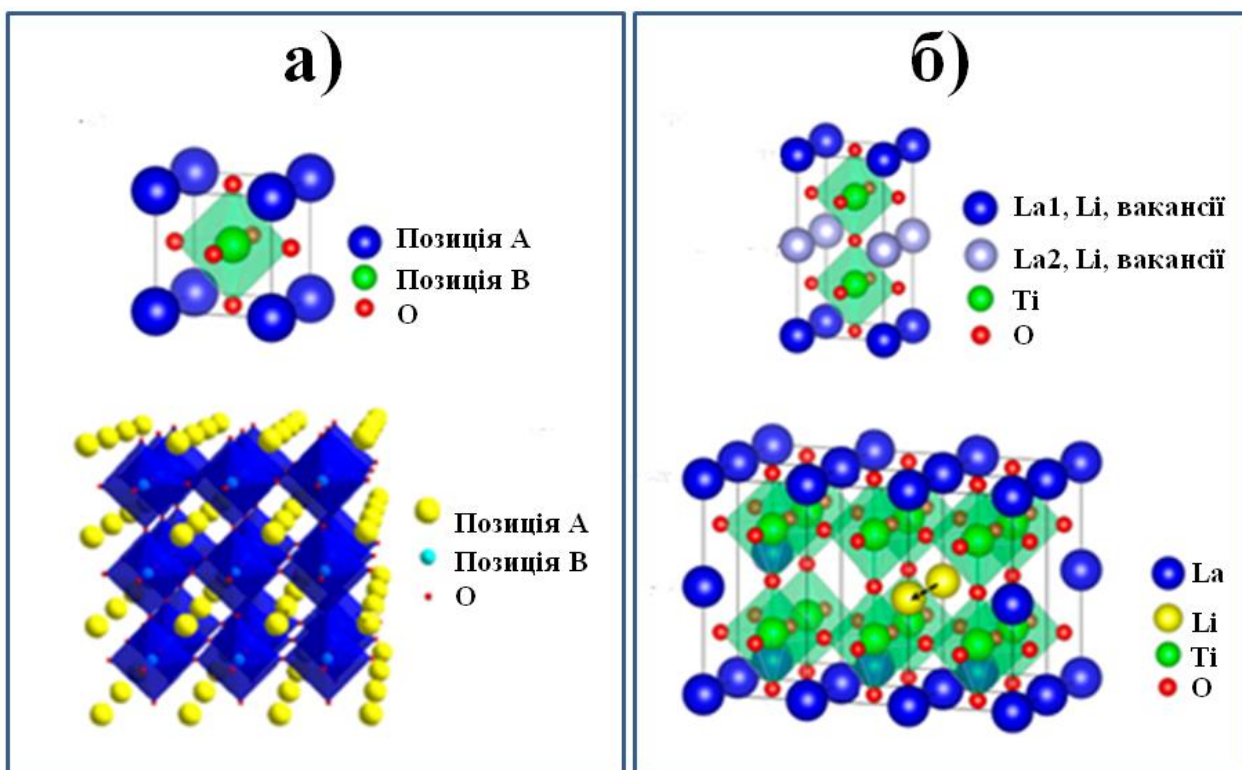 а)
Позиція А
Позиція В
О
Позиція А
Позиція В
О
б)
La1, Li, вакансії
La2, Li, вакансії
Ti
O
La
Li
Ti
O